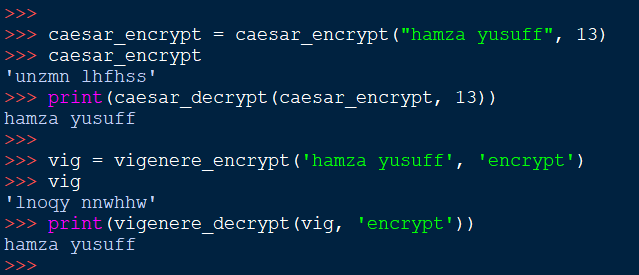 >>>
>>> caesar_encrypt = caesar_encrypt("hamza yusuff", 13)
>>> caesar_encrypt
'unzmn lhfhss'
>>> print(caesar_decrypt(caesar_encrypt, 13))
hamza yusuff
>>>
>>> vig = vigenere_encrypt('hamza yusuff', 'encrypt')
>>> vig
'lnoqy nnwhhw'
>>> print(vigenere_decrypt(vig, 'encrypt'))
hamza yusuff
>>>